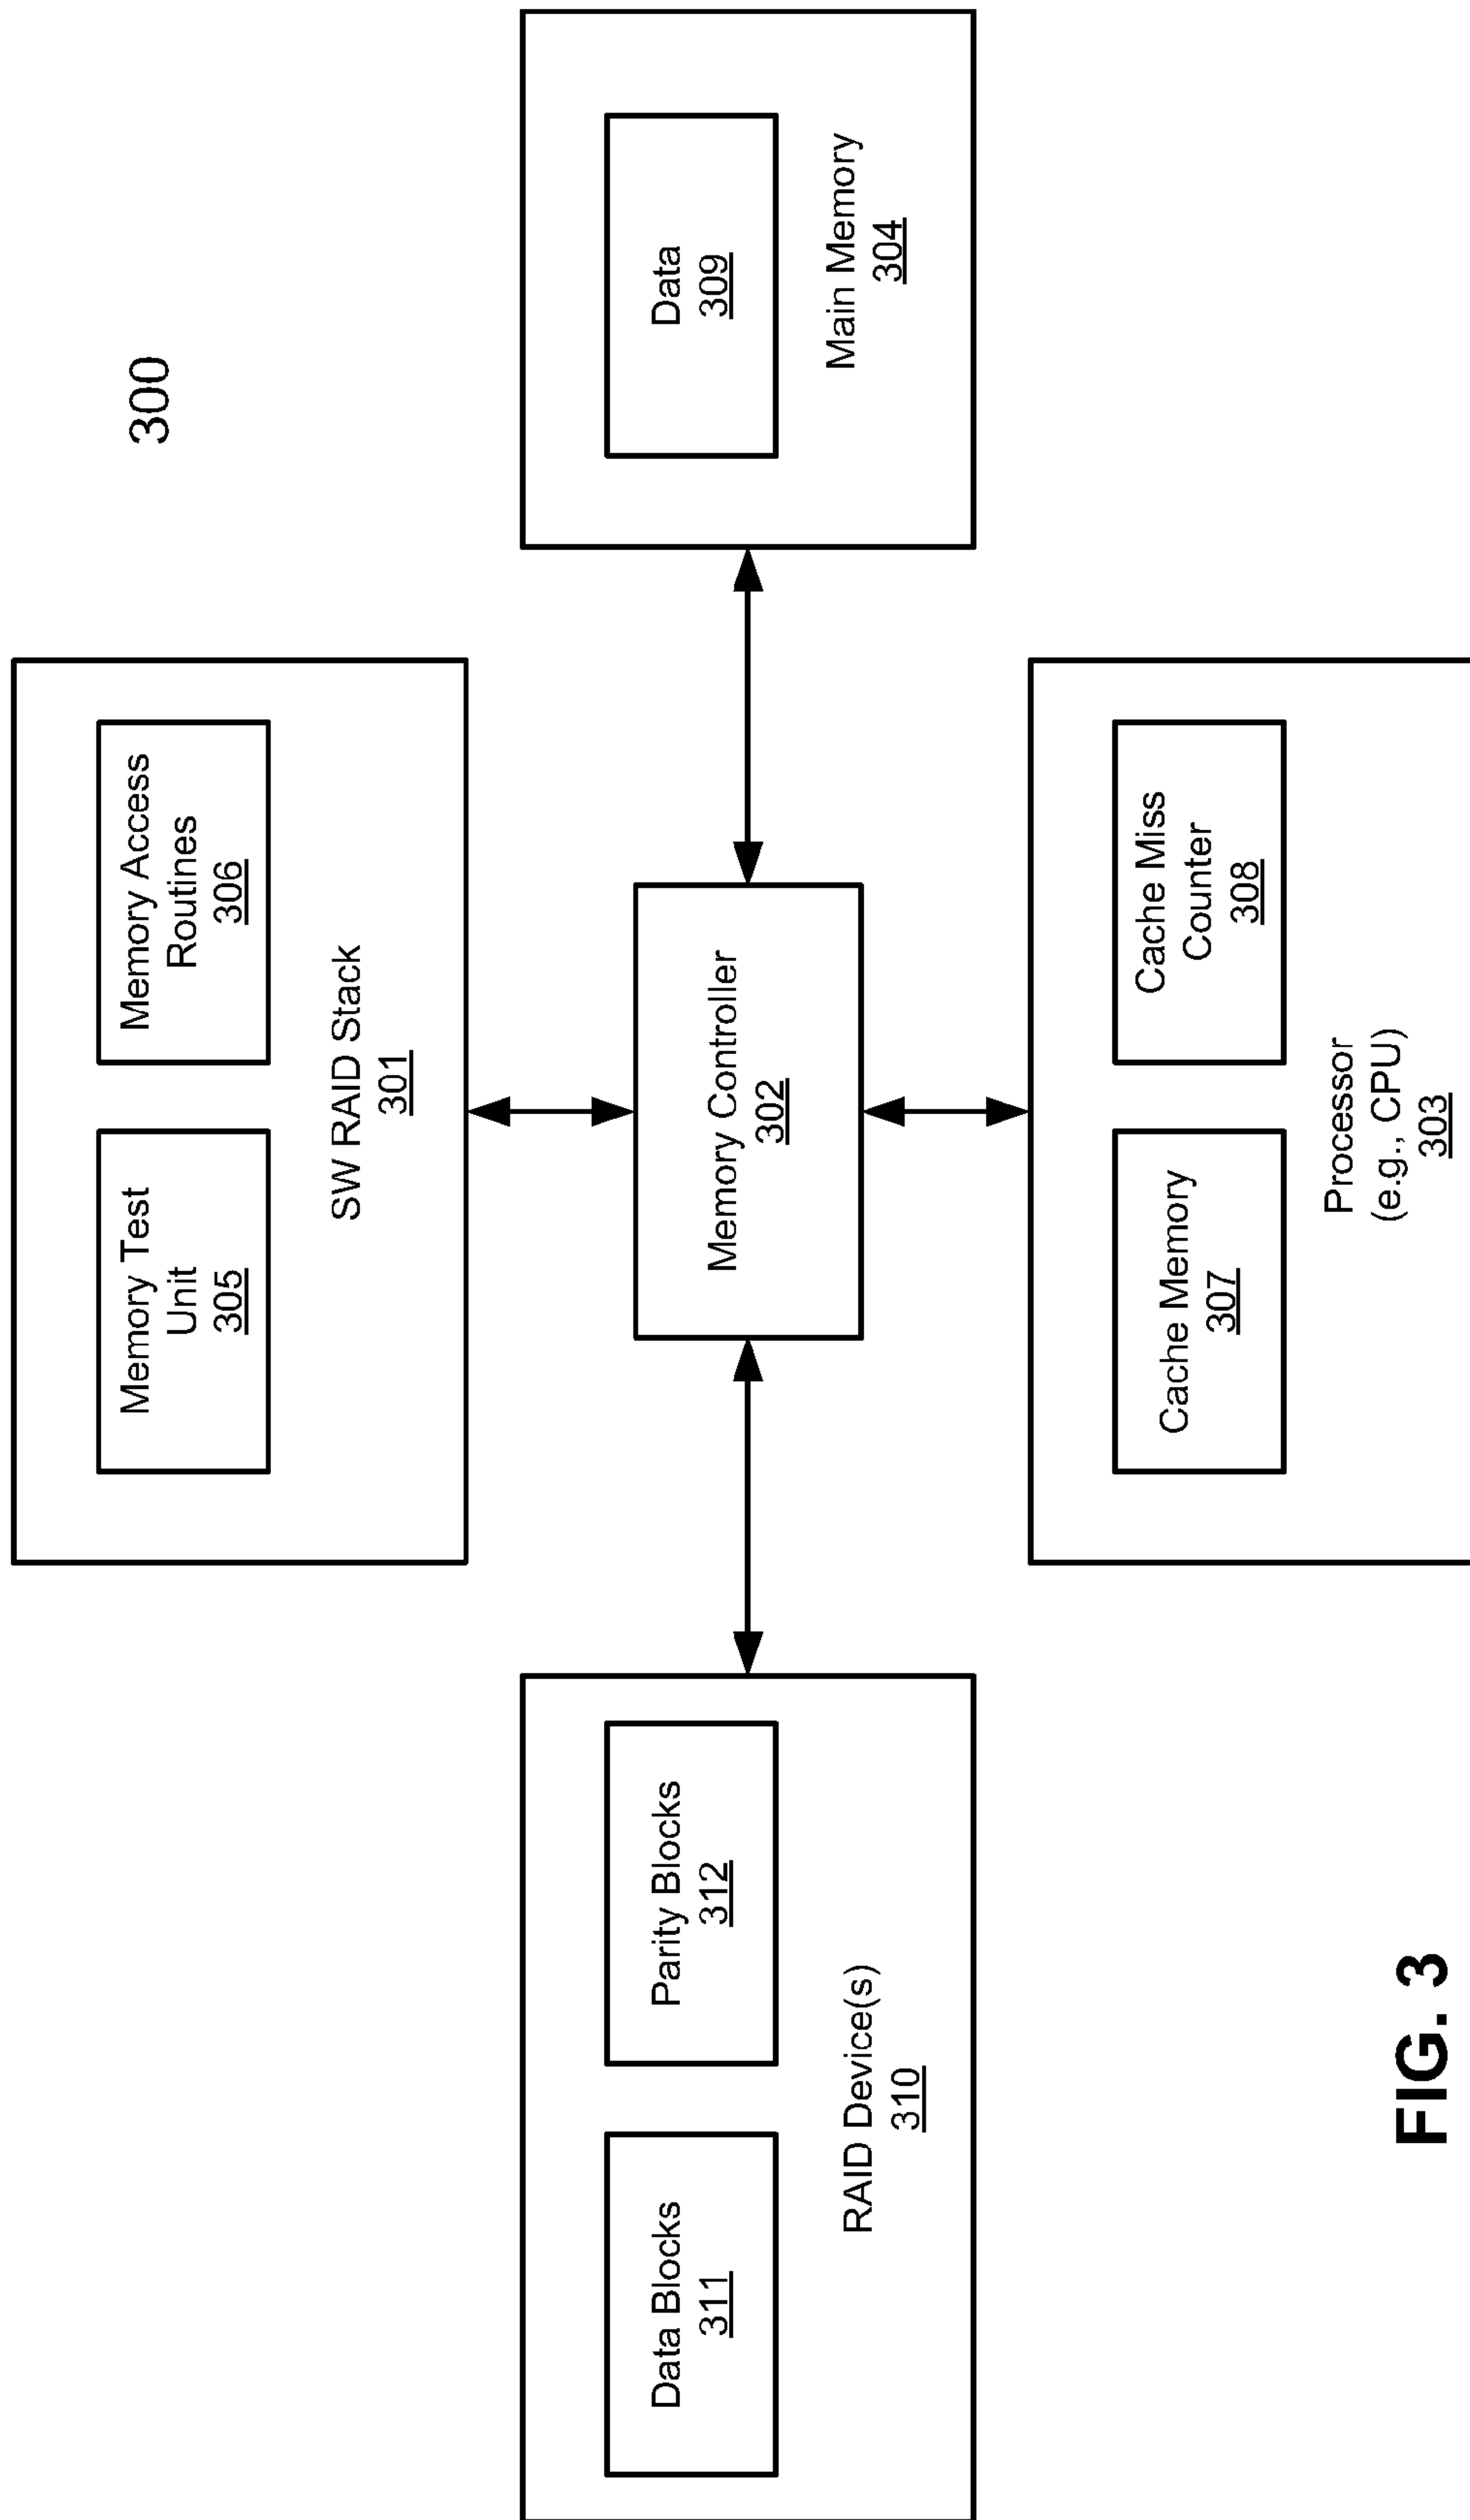 300
Memory Test
Unit
305
Memory Access
Routines
306
SW RAID Stack
301
Data Blocks
311
Parity Blocks
312
RAID Device(s)
310
Memory Controller
302
Data
309
Main Memory
304
Cache Memory
307
Cache Miss
Counter
308
Processor
(e.g., CPU)
303
FIG. 3